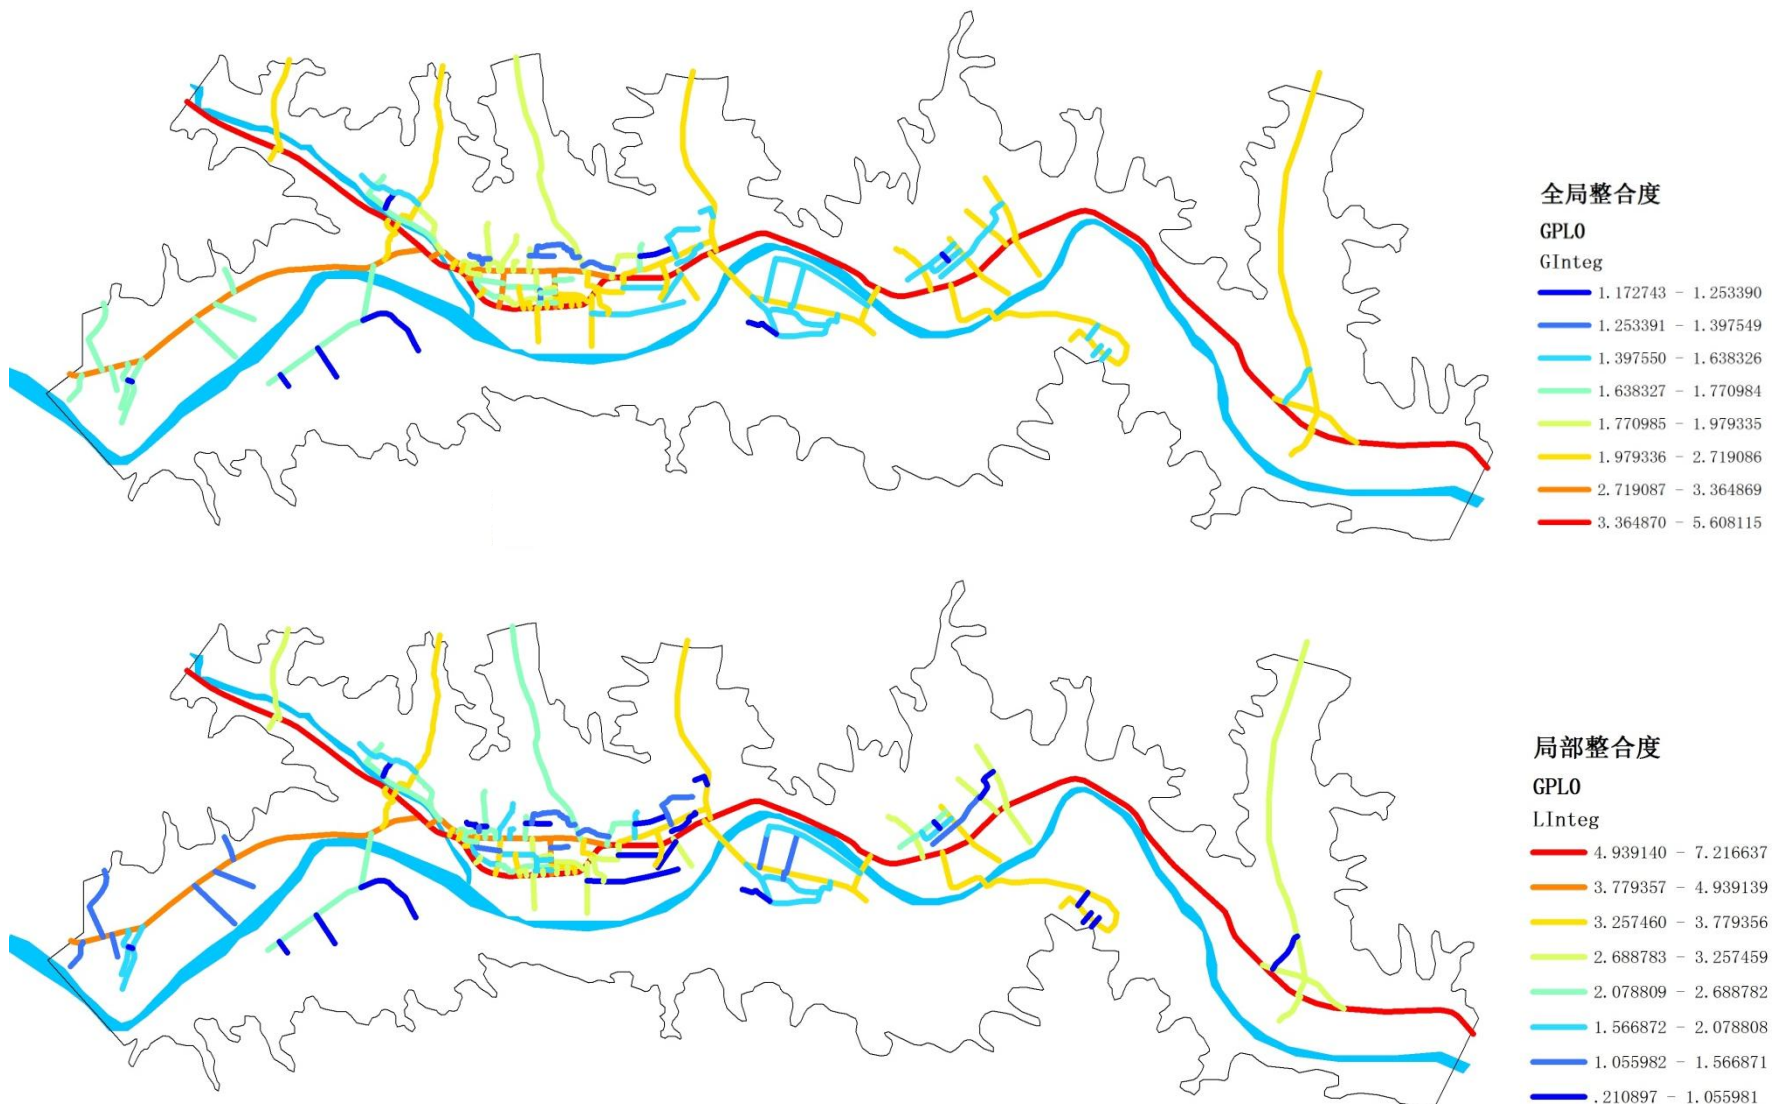 全局整合度
GPLO
GInteg
1.172743 - 1.253390
1.253391 - 1.397549
1.397550 - 1.638326
1.638327 - 1.770984
1.770985 - 1.979335
1.979336 - 2.719086
2.719087 - 3.364869
3.364870 - 5.608115
局部整合度
GPLO
LInteg
4.939140 - 7.216637
3.779357 - 4.939139
3.257460 - 3.779356
2.688783 - 3.257459
2.078809 - 2.688782
1.566872 - 2.078808
1.055982 - 1.566871
.210897 - 1.055981